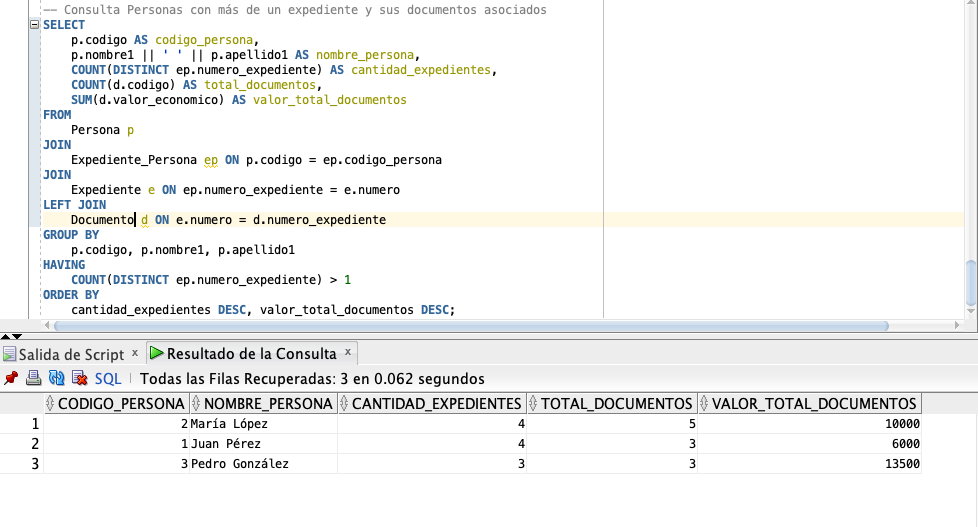 -- Consulta Personas con más de un expediente y sus documentos asociados
SELECT
p.codigo AS codigo_persona,
p.nombre1 || ' ' || p.apellido1 AS nombre_persona,
COUNT(DISTINCT ep.numero_expediente) AS cantidad_expedientes,
COUNT(d.codigo) AS total_documentos,
SUM(d.valor_economico) AS valor_total_documentos
FROM
Persona p
JOIN
Expediente_Persona ep ON p.codigo = ep.codigo_persona
JOIN
Expediente e ON ep.numero_expediente = e.numero
LEFT JOIN
Documento d ON e.numero = d.numero_expediente
GROUP BY
p.codigo, p.nombre1, p.apellido1
HAVING
COUNT(DISTINCT ep.numero_expediente) > 1
ORDER BY
cantidad_expedientes DESC, valor_total_documentos DESC;
Salida de Script x Resultado de la Consulta x
SQL | Todas las Filas Recuperadas: 3 en 0.062 segundos
CODIGO_PERSONA NOMBRE_PERSONA CANTIDAD_EXPEDIENTES TOTAL_DOCUMENTOS VALOR_TOTAL_DOCUMENTOS
1 2 María López 4 5 10000
2 1 Juan Pérez 4 3 6000
3 3 Pedro González 3 3 13500